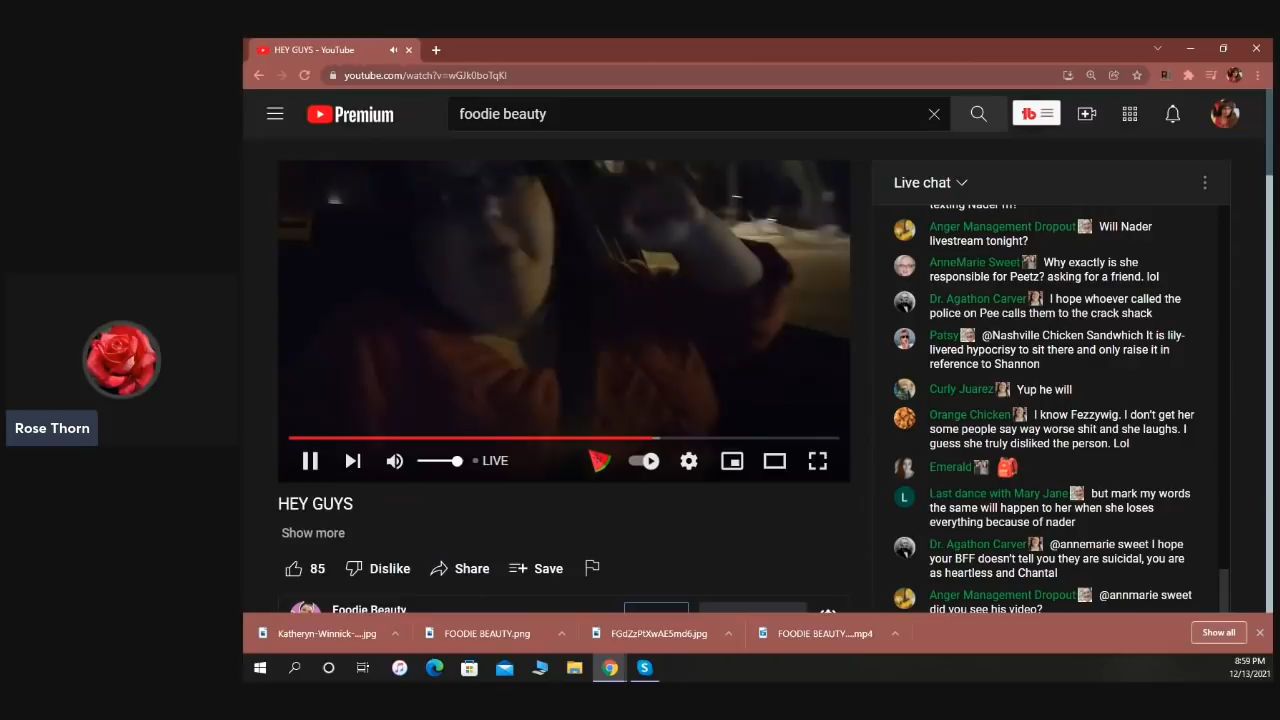 HEY GUYS - YouTube
youtube.com/watch?v=wGJk0boTqKI
Premium
foodie beauty
Live chat
texting Nader
Anger Management Dropout Will Nader
livestream tonight?
AnneMarie Sweet Why exactly is she
responsible for Peetz? asking for a friend. lol
Dr. Agathon Carver I hope whoever called the
police on Pee calls them to the crack shack
Patsy @Nashville Chicken Sandwhich It is lily-
livered hypocrisy to sit there and only raise it in
reference to Shannon
Curly Juarez Yup he will
Orange Chicken I know Fezzywig. I don't get her
some people say way worse shit and she laughs. I
guess she truly disliked the person. Lol
Emerald
L
Last dance with Mary Jane but mark my words
the same will happen to her when she loses
everything because of nader
Dr. Agathon Carver @annemarie sweet I hope
your BFF doesn't tell you they are suicidal, you are
as heartless and Chantal
Anger Management Dropout @annmarie sweet
did you see his video?
Rose Thorn
LIVE
HEY GUYS
Show more
85 Dislike Share Save
Foodie Beauty
Katheryn-Winnick-....jpg FOODIE BEAUTY.png FGdZzPtXwAE5md6.jpg FOODIE BEAUTY....mp4 Show all
8:59 PM
12/13/2021